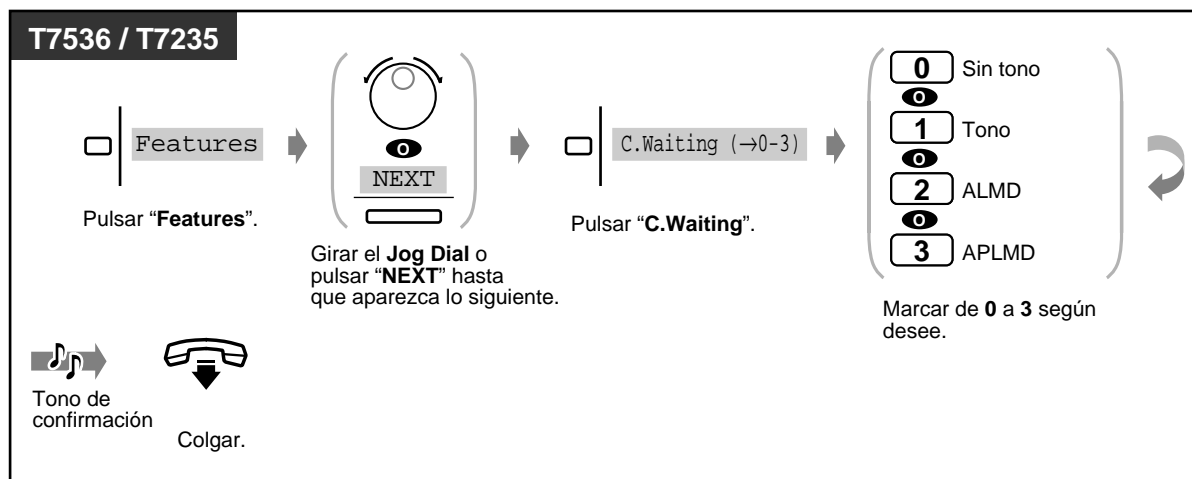 T7536 / T7235
Features
Pulsar “Features”.
O
NEXT
Girar el Jog Dial o
pulsar “NEXT” hasta
que aparezca lo siguiente.
C.Waiting (→0-3)
Pulsar “C.Waiting”.
0 Sin tono
O
1 Tono
O
2 ALMD
O
3 APLMD
Marcar de 0 a 3 según
desee.
Tono de
confirmación
Colgar.